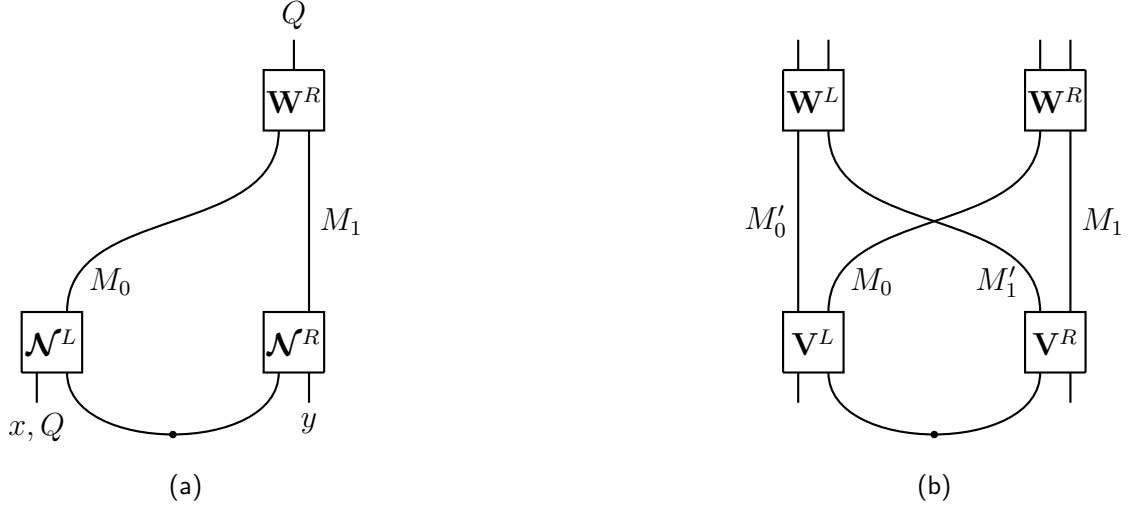 Q
W^R W^L W^R
M_1 M'_0 M_1
M_0 M_0 M'_1
𝓝^L 𝓝^R V^L V^R
x, Q y
(a) (b)